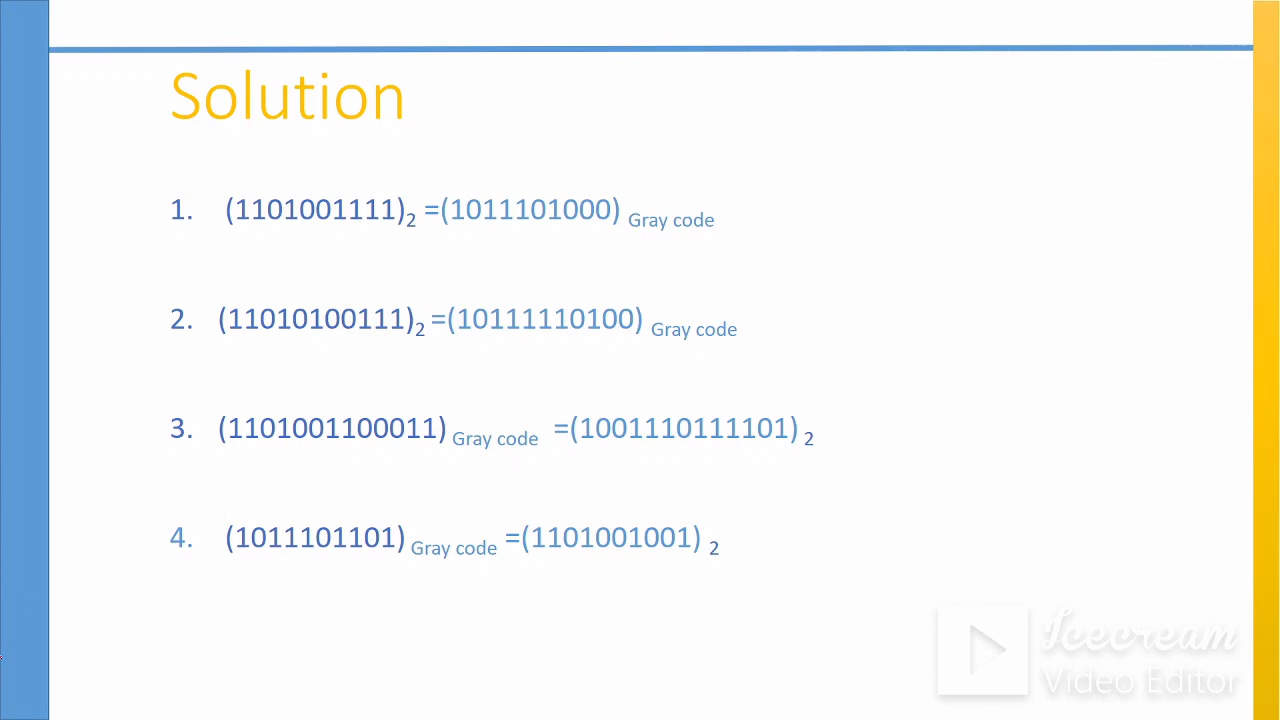 Solution
1. (1101001111)2 =(1011101000) Gray code
2. (11010100111)2 =(10111110100) Gray code
3. (1101001100011) Gray code =(1001110111101) 2
4. (1011101101) Gray code =(1101001001) 2
Icecream
Video Editor